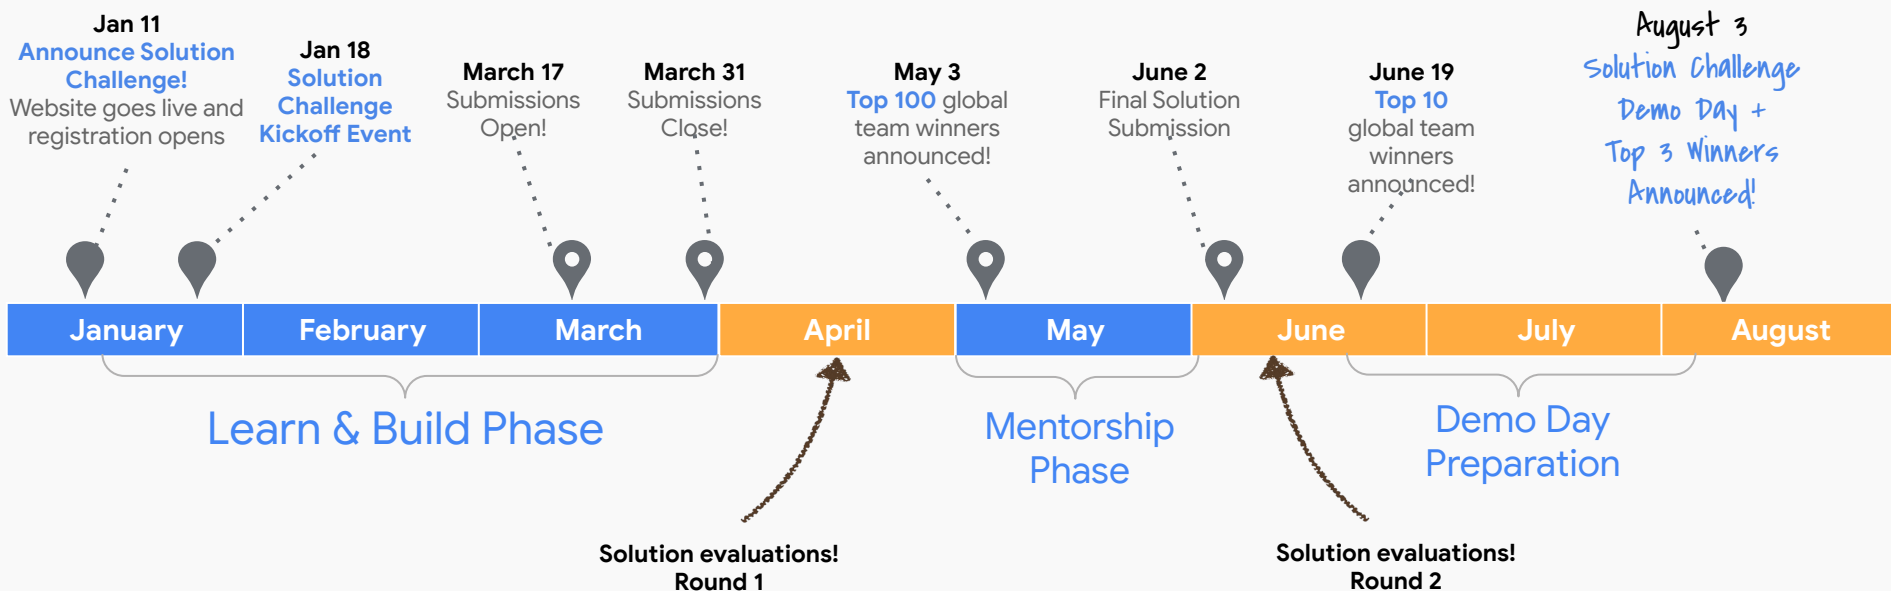 Jan 11
Announce Solution
Challenge!
Website goes live and
registration opens
Jan 18
Solution
Challenge
Kickoff Event
March 17
Submissions
Open!
March 31
Submissions
Close!
May 3
Top 100 global
team winners
announced!
June 2
Final Solution
Submission
June 19
Top 10
global team
winners
announced!
August 3
Solution Challenge
Demo Day +
Top 3 Winners
Announced!
January
February
March
April
May
June
July
August
Learn & Build Phase
Mentorship
Phase
Demo Day
Preparation
Solution evaluations!
Round 1
Solution evaluations!
Round 2